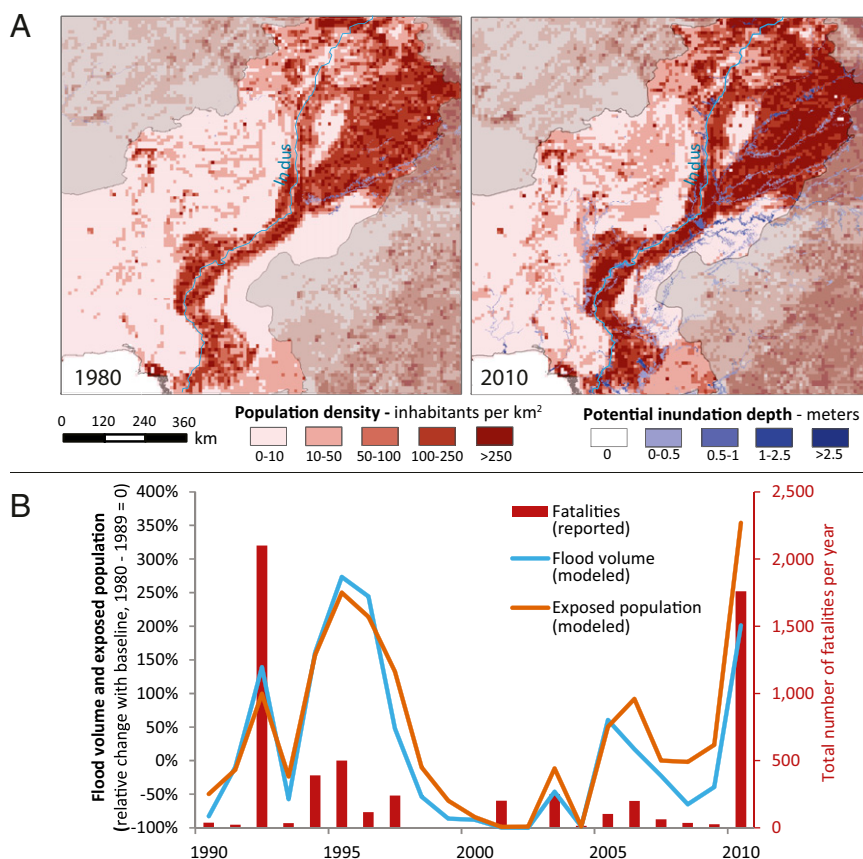 A
Indus
1980
Indus
2010
0 120 240 360
km
Population density - inhabitants per km²
0-10 10-50 50-100 100-250 >250
Potential inundation depth - meters
0 0-0.5 0.5-1 1-2.5 >2.5
B
Flood volume and exposed population
(relative change with baseline, 1980 - 1989 = 0)
400%
350%
300%
250%
200%
150%
100%
50%
0%
-50%
-100%
Fatalities
(reported)
Flood volume
(modeled)
Exposed population
(modeled)
2,500
2,000
1,500
1,000
500
0
Total number of fatalities per year
1990 1995 2000 2005 2010